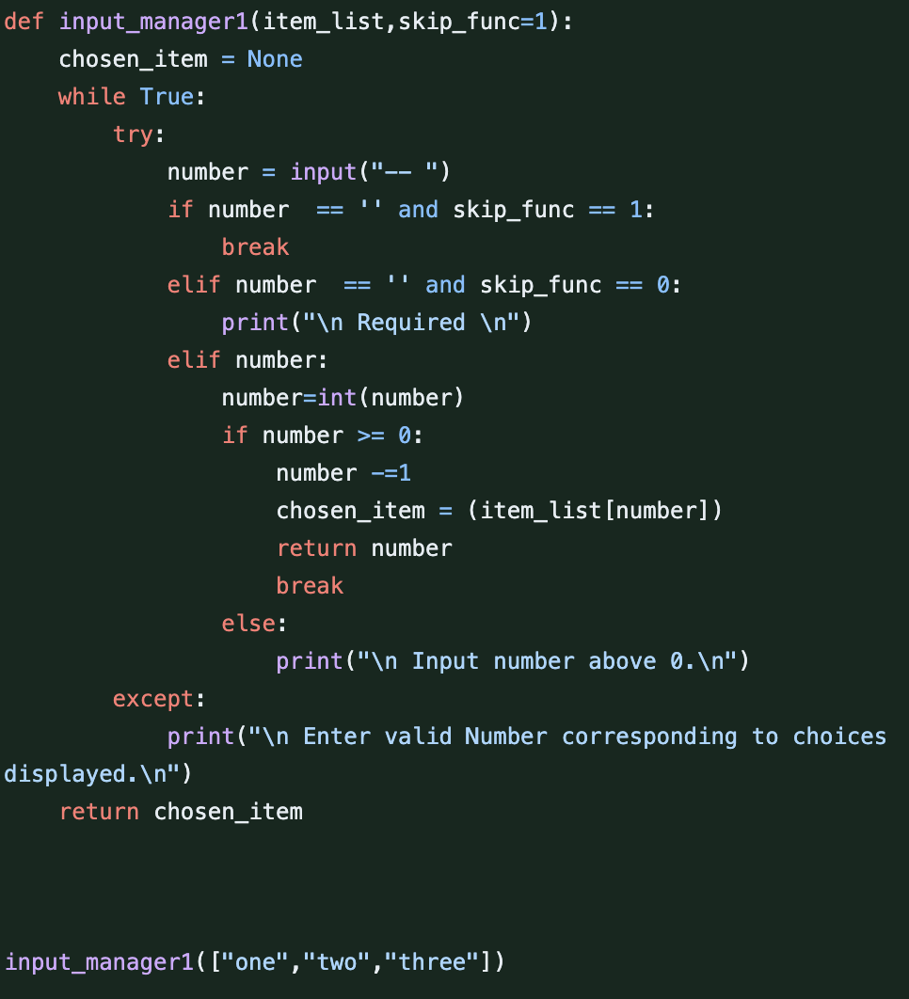 def input_manager1(item_list,skip_func=1):
    chosen_item = None
    while True:
        try:
            number = input("-- ")
            if number  == '' and skip_func == 1:
                break
            elif number  == '' and skip_func == 0:
                print("\n Required \n")
            elif number:
                number=int(number)
                if number >= 0:
                    number -=1
                    chosen_item = (item_list[number])
                    return number
                    break
                else:
                    print("\n Input number above 0.\n")
        except:
            print("\n Enter valid Number corresponding to choices
displayed.\n")
    return chosen_item
input_manager1(["one","two","three"])